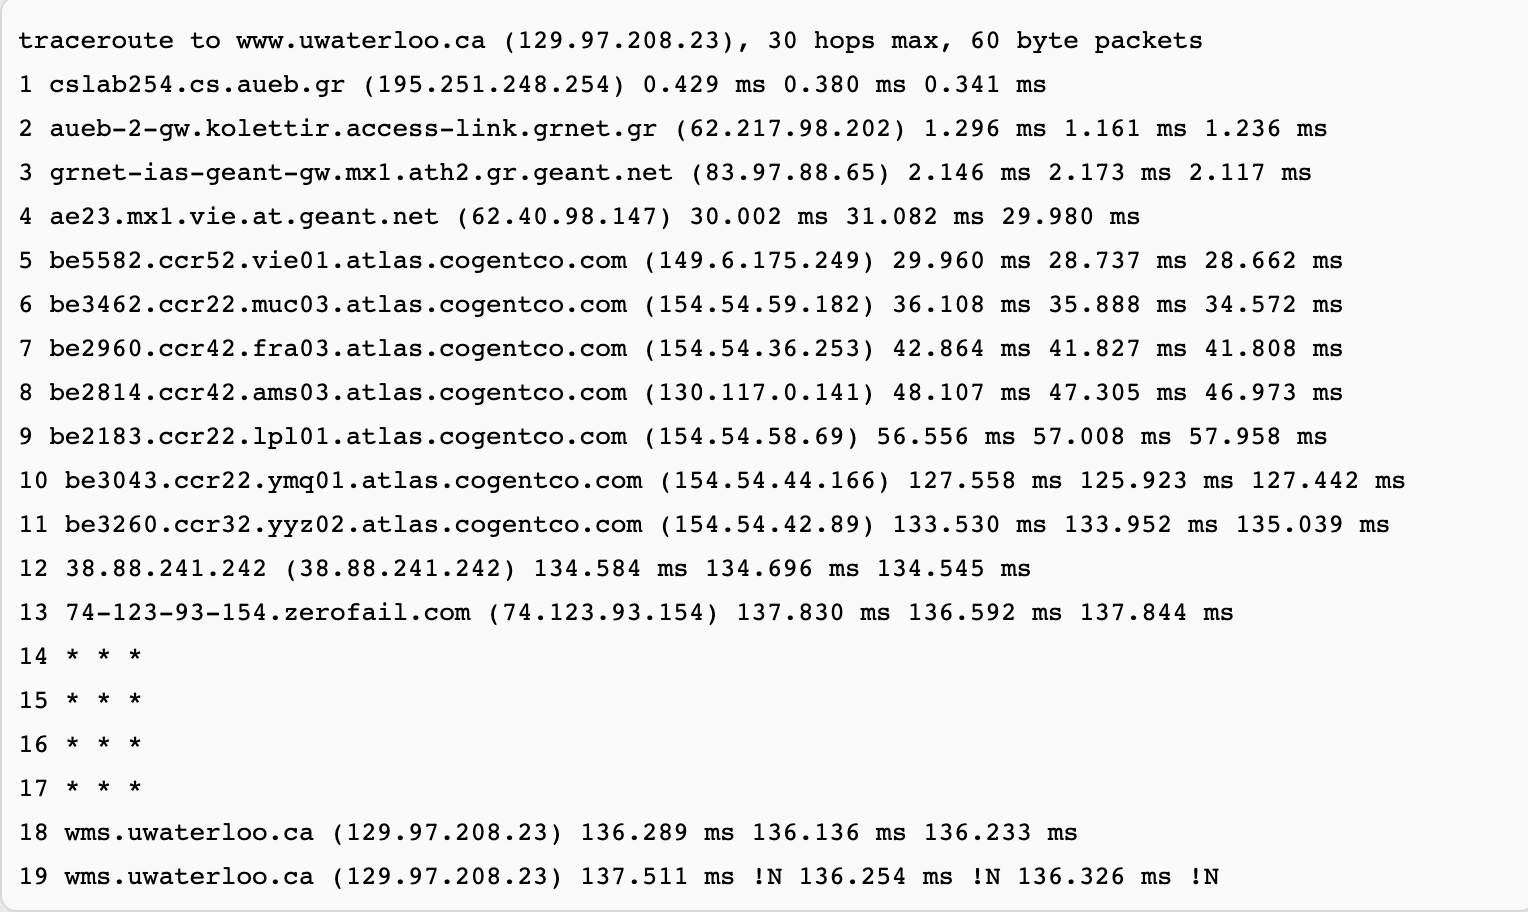 traceroute to www.uwaterloo.ca (129.97.208.23), 30 hops max, 60 byte packets
1 cslab254.cs.aueb.gr (195.251.248.254) 0.429 ms 0.380 ms 0.341 ms
2 aueb-2-gw.kolettir.access-link.grnet.gr (62.217.98.202) 1.296 ms 1.161 ms 1.236 ms
3 grnet-ias-geant-gw.mx1.ath2.gr.geant.net (83.97.88.65) 2.146 ms 2.173 ms 2.117 ms
4 ae23.mx1.vie.at.geant.net (62.40.98.147) 30.002 ms 31.082 ms 29.980 ms
5 be5582.ccr52.vie01.atlas.cogentco.com (149.6.175.249) 29.960 ms 28.737 ms 28.662 ms
6 be3462.ccr22.muc03.atlas.cogentco.com (154.54.59.182) 36.108 ms 35.888 ms 34.572 ms
7 be2960.ccr42.fra03.atlas.cogentco.com (154.54.36.253) 42.864 ms 41.827 ms 41.808 ms
8 be2814.ccr42.ams03.atlas.cogentco.com (130.117.0.141) 48.107 ms 47.305 ms 46.973 ms
9 be2183.ccr22.lpl01.atlas.cogentco.com (154.54.58.69) 56.556 ms 57.008 ms 57.958 ms
10 be3043.ccr22.ymq01.atlas.cogentco.com (154.54.44.166) 127.558 ms 125.923 ms 127.442 ms
11 be3260.ccr32.yyz02.atlas.cogentco.com (154.54.42.89) 133.530 ms 133.952 ms 135.039 ms
12 38.88.241.242 (38.88.241.242) 134.584 ms 134.696 ms 134.545 ms
13 74-123-93-154.zerofail.com (74.123.93.154) 137.830 ms 136.592 ms 137.844 ms
14 * * *
15 * * *
16 * * *
17 * * *
18 wms.uwaterloo.ca (129.97.208.23) 136.289 ms 136.136 ms 136.233 ms
19 wms.uwaterloo.ca (129.97.208.23) 137.511 ms !N 136.254 ms !N 136.326 ms !N